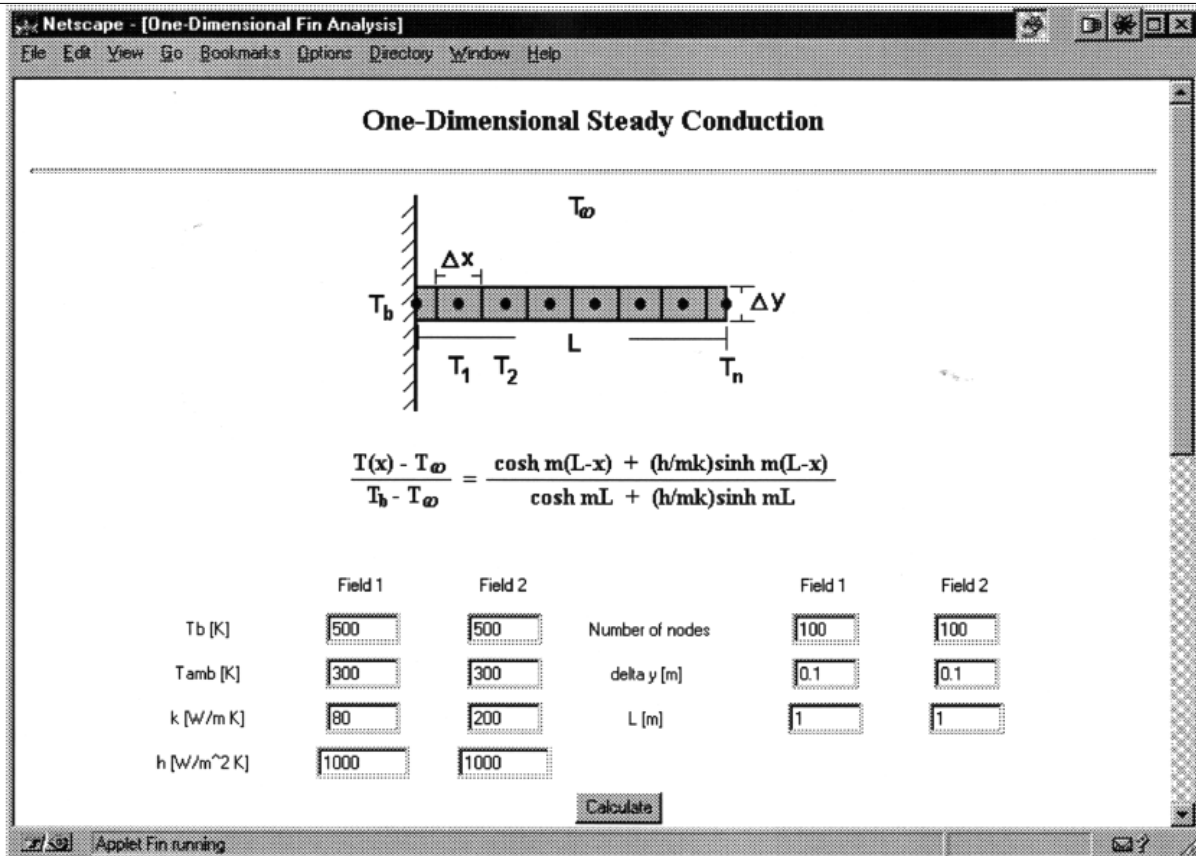 Netscape - [One-Dimensional Fin Analysis]
File Edit View Go Bookmarks Options Directory Window Help
One-Dimensional Steady Conduction
T∞
Δx
Tb
Δy
L
T1 T2 Tn
T(x) - T∞ / Tb - T∞ = cosh m(L-x) + (h/mk)sinh m(L-x) / cosh mL + (h/mk)sinh mL
Field 1 Field 2 Field 1 Field 2
Tb [K] 500 500 Number of nodes 100 100
Tamb [K] 300 300 delta y [m] 0.1 0.1
k [W/m K] 80 200 L [m] 1 1
h [W/m^2 K] 1000 1000
Calculate
Applet Fin running
?